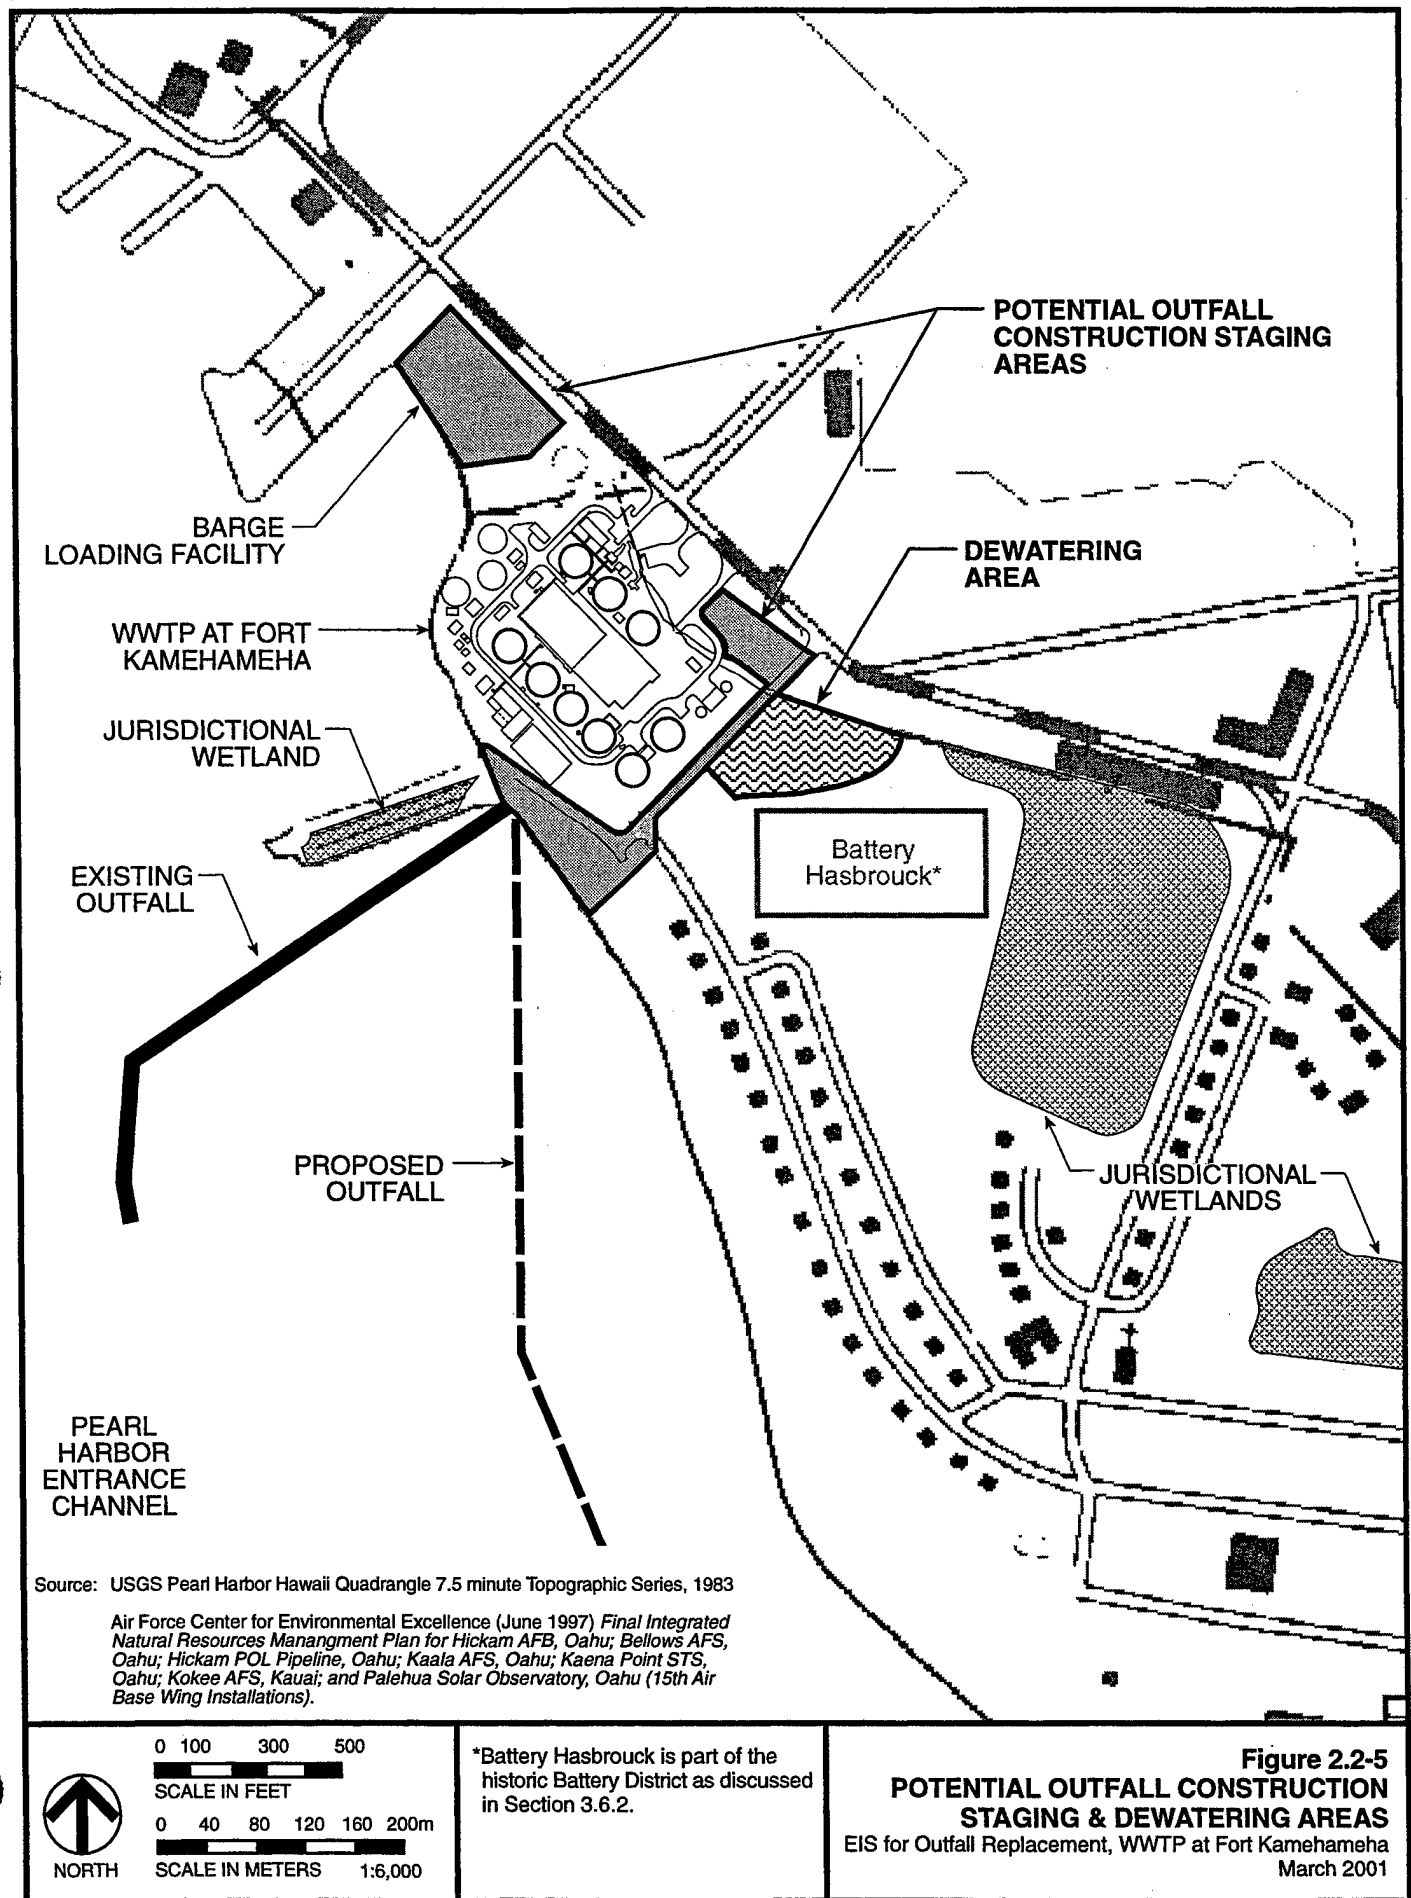 POTENTIAL OUTFALL
CONSTRUCTION STAGING
AREAS
BARGE
LOADING FACILITY
DEWATERING
AREA
WWTP AT FORT
KAMEHAMEHA
JURISDICTIONAL
WETLAND
Battery
Hasbrouck*
EXISTING
OUTFALL
PROPOSED
OUTFALL
JURISDICTIONAL
WETLANDS
PEARL
HARBOR
ENTRANCE
CHANNEL
Source: USGS Pearl Harbor Hawaii Quadrangle 7.5 minute Topographic Series, 1983
Air Force Center for Environmental Excellence (June 1997) Final Integrated
Natural Resources Manangment Plan for Hickam AFB, Oahu; Bellows AFS,
Oahu; Hickam POL Pipeline, Oahu; Kaala AFS, Oahu; Kaena Point STS,
Oahu; Kokee AFS, Kauai; and Palehua Solar Observatory, Oahu (15th Air
Base Wing Installations).
NORTH
0 100 300 500
SCALE IN FEET
0 40 80 120 160 200m
SCALE IN METERS 1:6,000
*Battery Hasbrouck is part of the
historic Battery District as discussed
in Section 3.6.2.
Figure 2.2-5
POTENTIAL OUTFALL CONSTRUCTION
STAGING & DEWATERING AREAS
EIS for Outfall Replacement, WWTP at Fort Kamehameha
March 2001